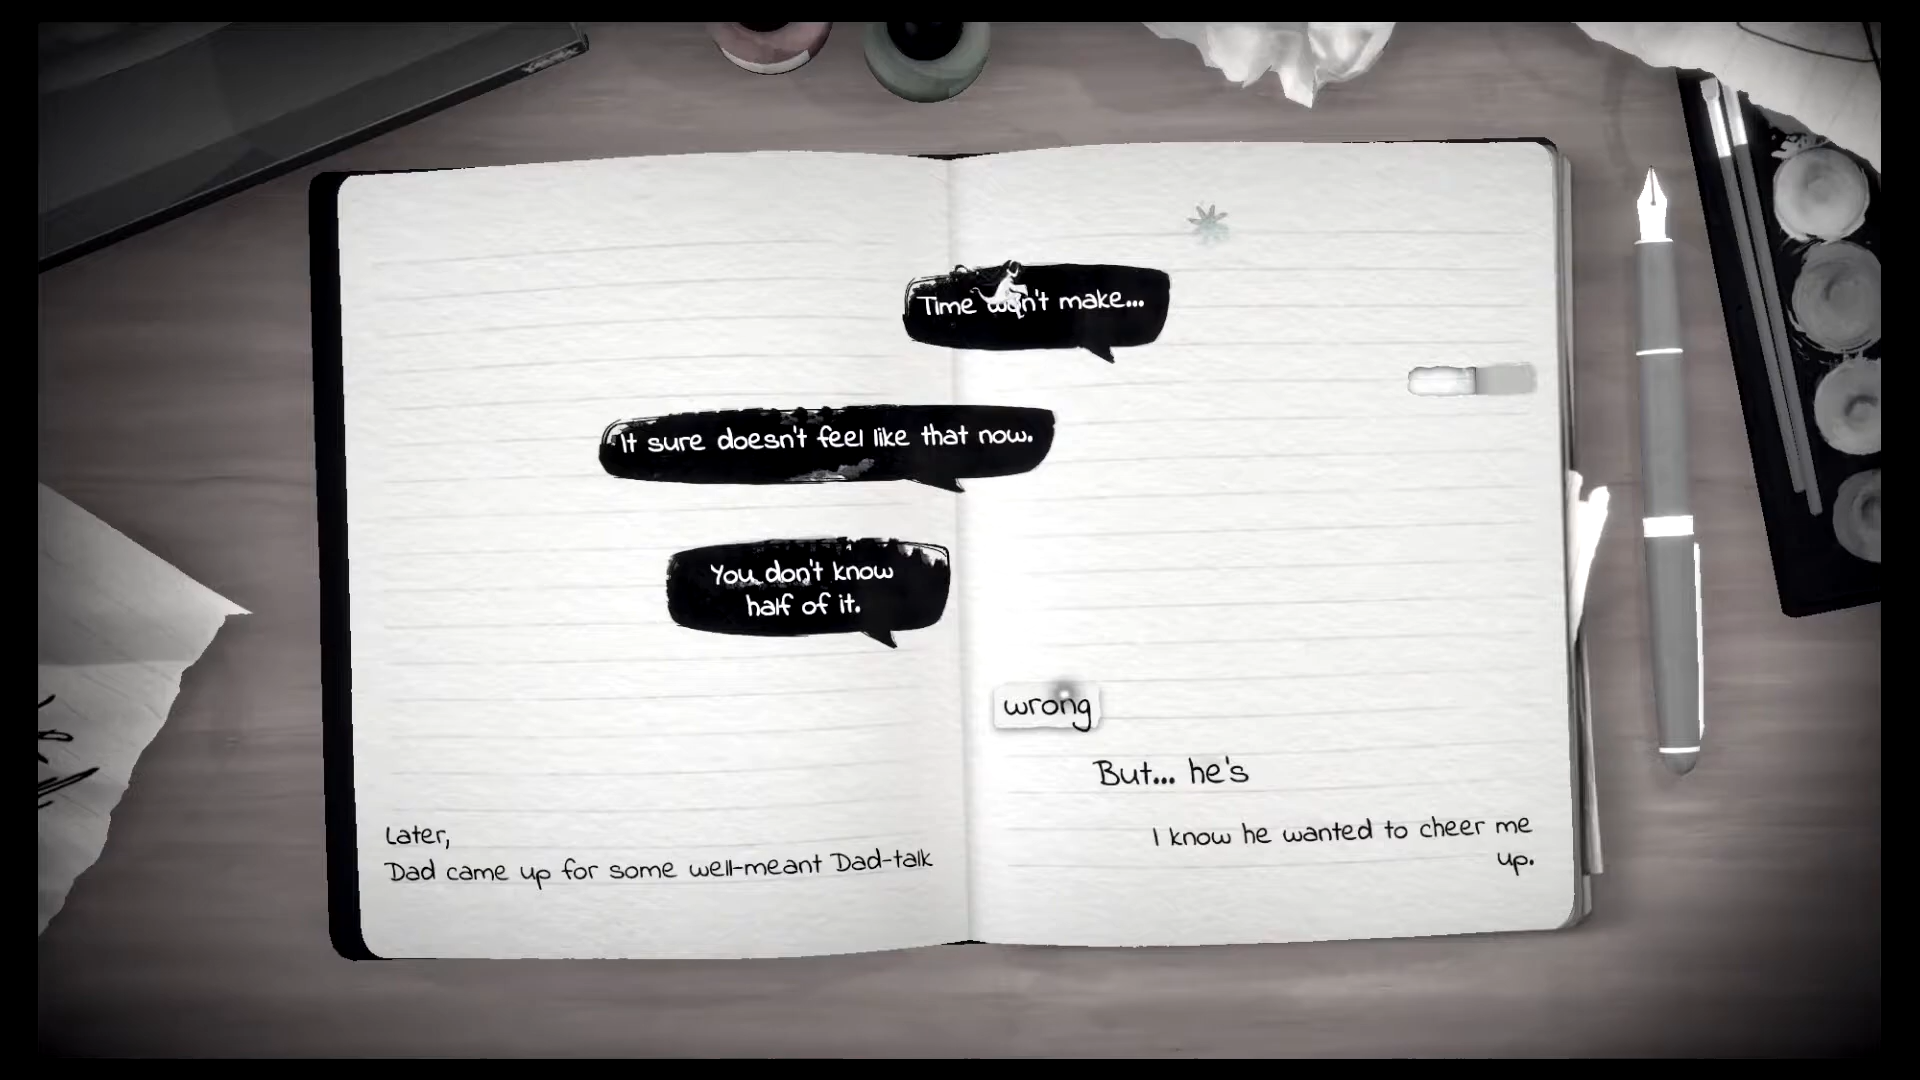 Time won't make...
It sure doesn't feel like that now.
You don't know
half of it.
wrong
But... he's
Later,
Dad came up for some well-meant Dad-talk
I know he wanted to cheer me
up.